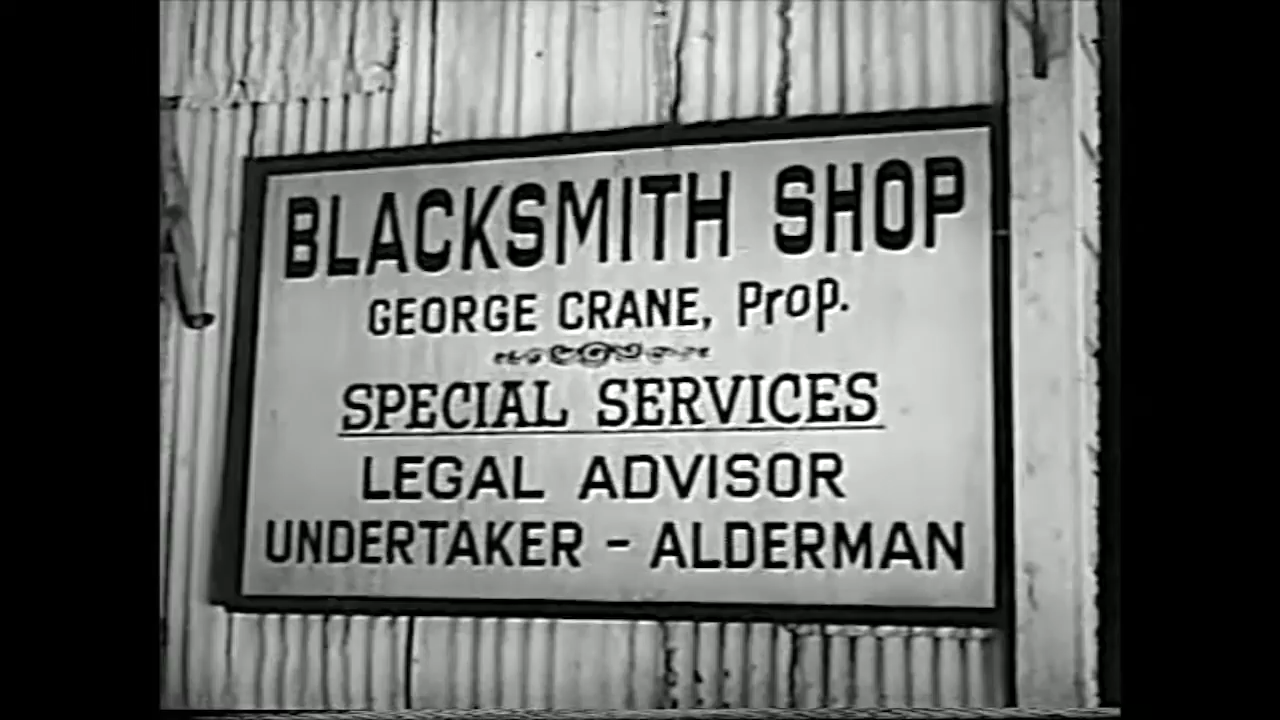 BLACKSMITH SHOP
GEORGE CRANE, Prop.
SPECIAL SERVICES
LEGAL ADVISOR
UNDERTAKER - ALDERMAN